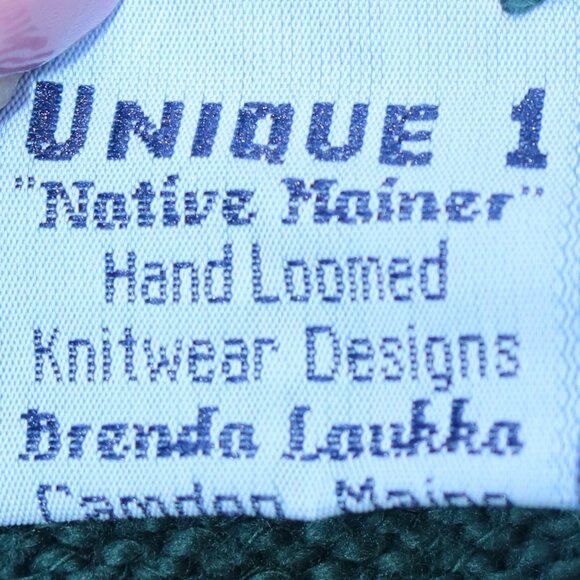 UNIQUE 1
"Native Mainer"
Hand Loomed
Knitwear Designs
Brenda Laukka
Camden, Maine